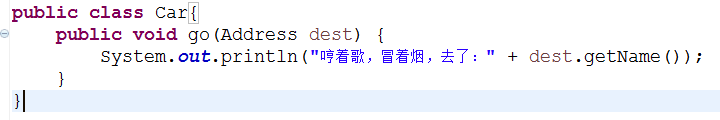 public class Car{
    public void go(Address dest) {
        System.out.println("哼着歌，冒着烟，去了：" + dest.getName());
    }
}